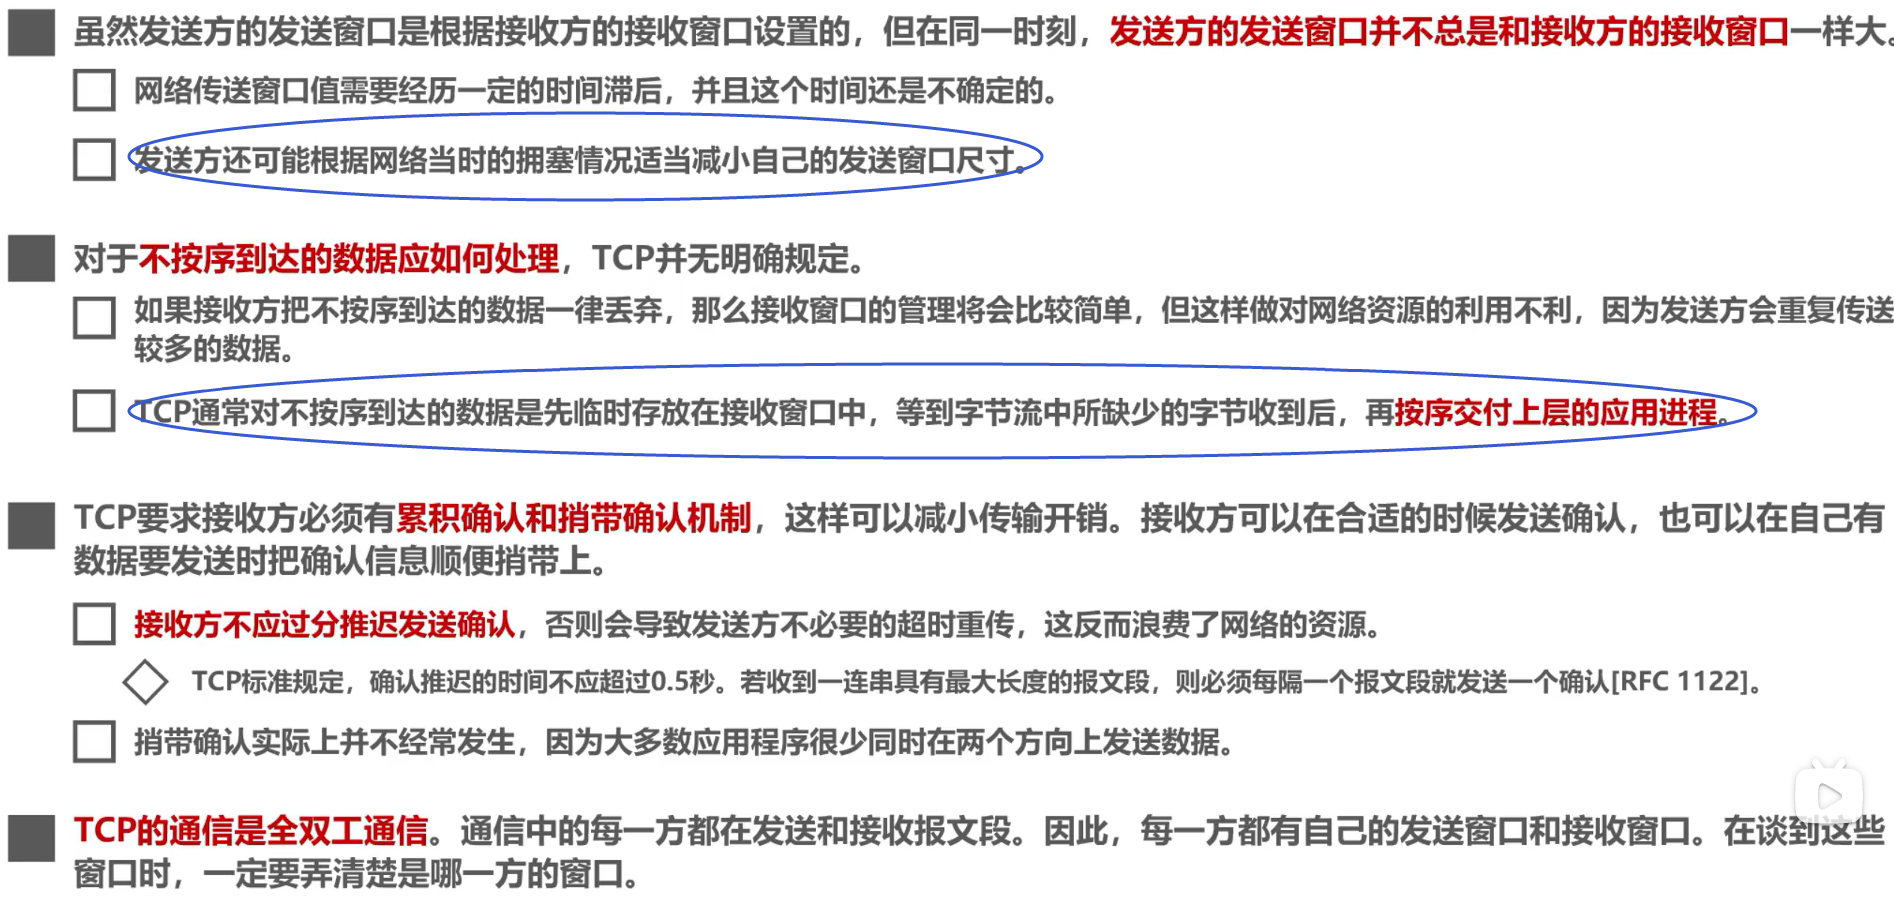 虽然发送方的发送窗口是根据接收方的接收窗口设置的，但在同一时刻，发送方的发送窗口并不总是和接收方的接收窗口一样大。
网络传送窗口值需要经历一定的时间滞后，并且这个时间还是不确定的。
发送方还可能根据网络当时的拥塞情况适当减小自己的发送窗口尺寸。
对于不按序到达的数据应如何处理，TCP并无明确规定。
如果接收方把不按序到达的数据一律丢弃，那么接收窗口的管理将会比较简单，但这样做对网络资源的利用不利，因为发送方会重复传送
较多的数据。
TCP通常对不按序到达的数据是先临时存放在接收窗口中，等到字节流中所缺少的字节收到后，再按序交付上层的应用进程。
TCP要求接收方必须有累积确认和捎带确认机制，这样可以减小传输开销。接收方可以在合适的时候发送确认，也可以在自己有
数据要发送时把确认信息顺便捎带上。
接收方不应过分推迟发送确认，否则会导致发送方不必要的超时重传，这反而浪费了网络的资源。
TCP标准规定，确认推迟的时间不应超过0.5秒。若收到一连串具有最大长度的报文段，则必须每隔一个报文段就发送一个确认[RFC 1122]。
捎带确认实际上并不经常发生，因为大多数应用程序很少同时在两个方向上发送数据。
TCP的通信是全双工通信。通信中的每一方都在发送和接收报文段。因此，每一方都有自己的发送窗口和接收窗口。在谈到这些
窗口时，一定要弄清楚是哪一方的窗口。